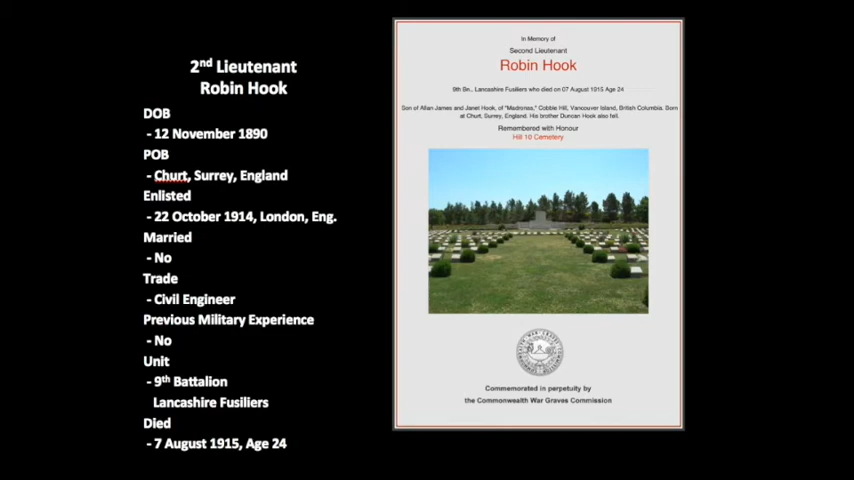 2nd Lieutenant
Robin Hook
DOB
- 12 November 1890
POB
- Churt, Surrey, England
Enlisted
- 22 October 1914, London, Eng.
Married
- No
Trade
- Civil Engineer
Previous Military Experience
- No
Unit
- 9th Battalion
Lancashire Fusiliers
Died
- 7 August 1915, Age 24
In Memory of
Second Lieutenant
Robin Hook
9th Bn., Lancashire Fusiliers who died on 07 August 1915 Age 24
Son of Allan James and Janet Hook, of "Madronas," Cobble Hill, Vancouver Island, British Columbia. Born
at Churt, Surrey, England. His brother Duncan Hook also fell.
Remembered with Honour
Hill 10 Cemetery
Commemorated in perpetuity by
the Commonwealth War Graves Commission